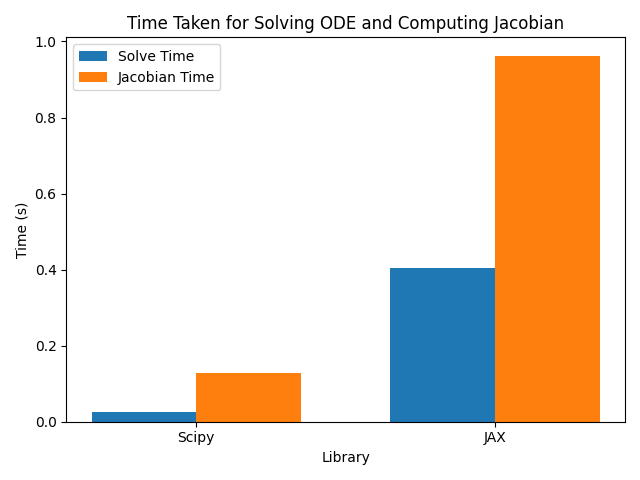 Time Taken for Solving ODE and Computing Jacobian
Solve Time
Jacobian Time
Time (s)
1.0
0.8
0.6
0.4
0.2
0.0
Scipy
JAX
Library